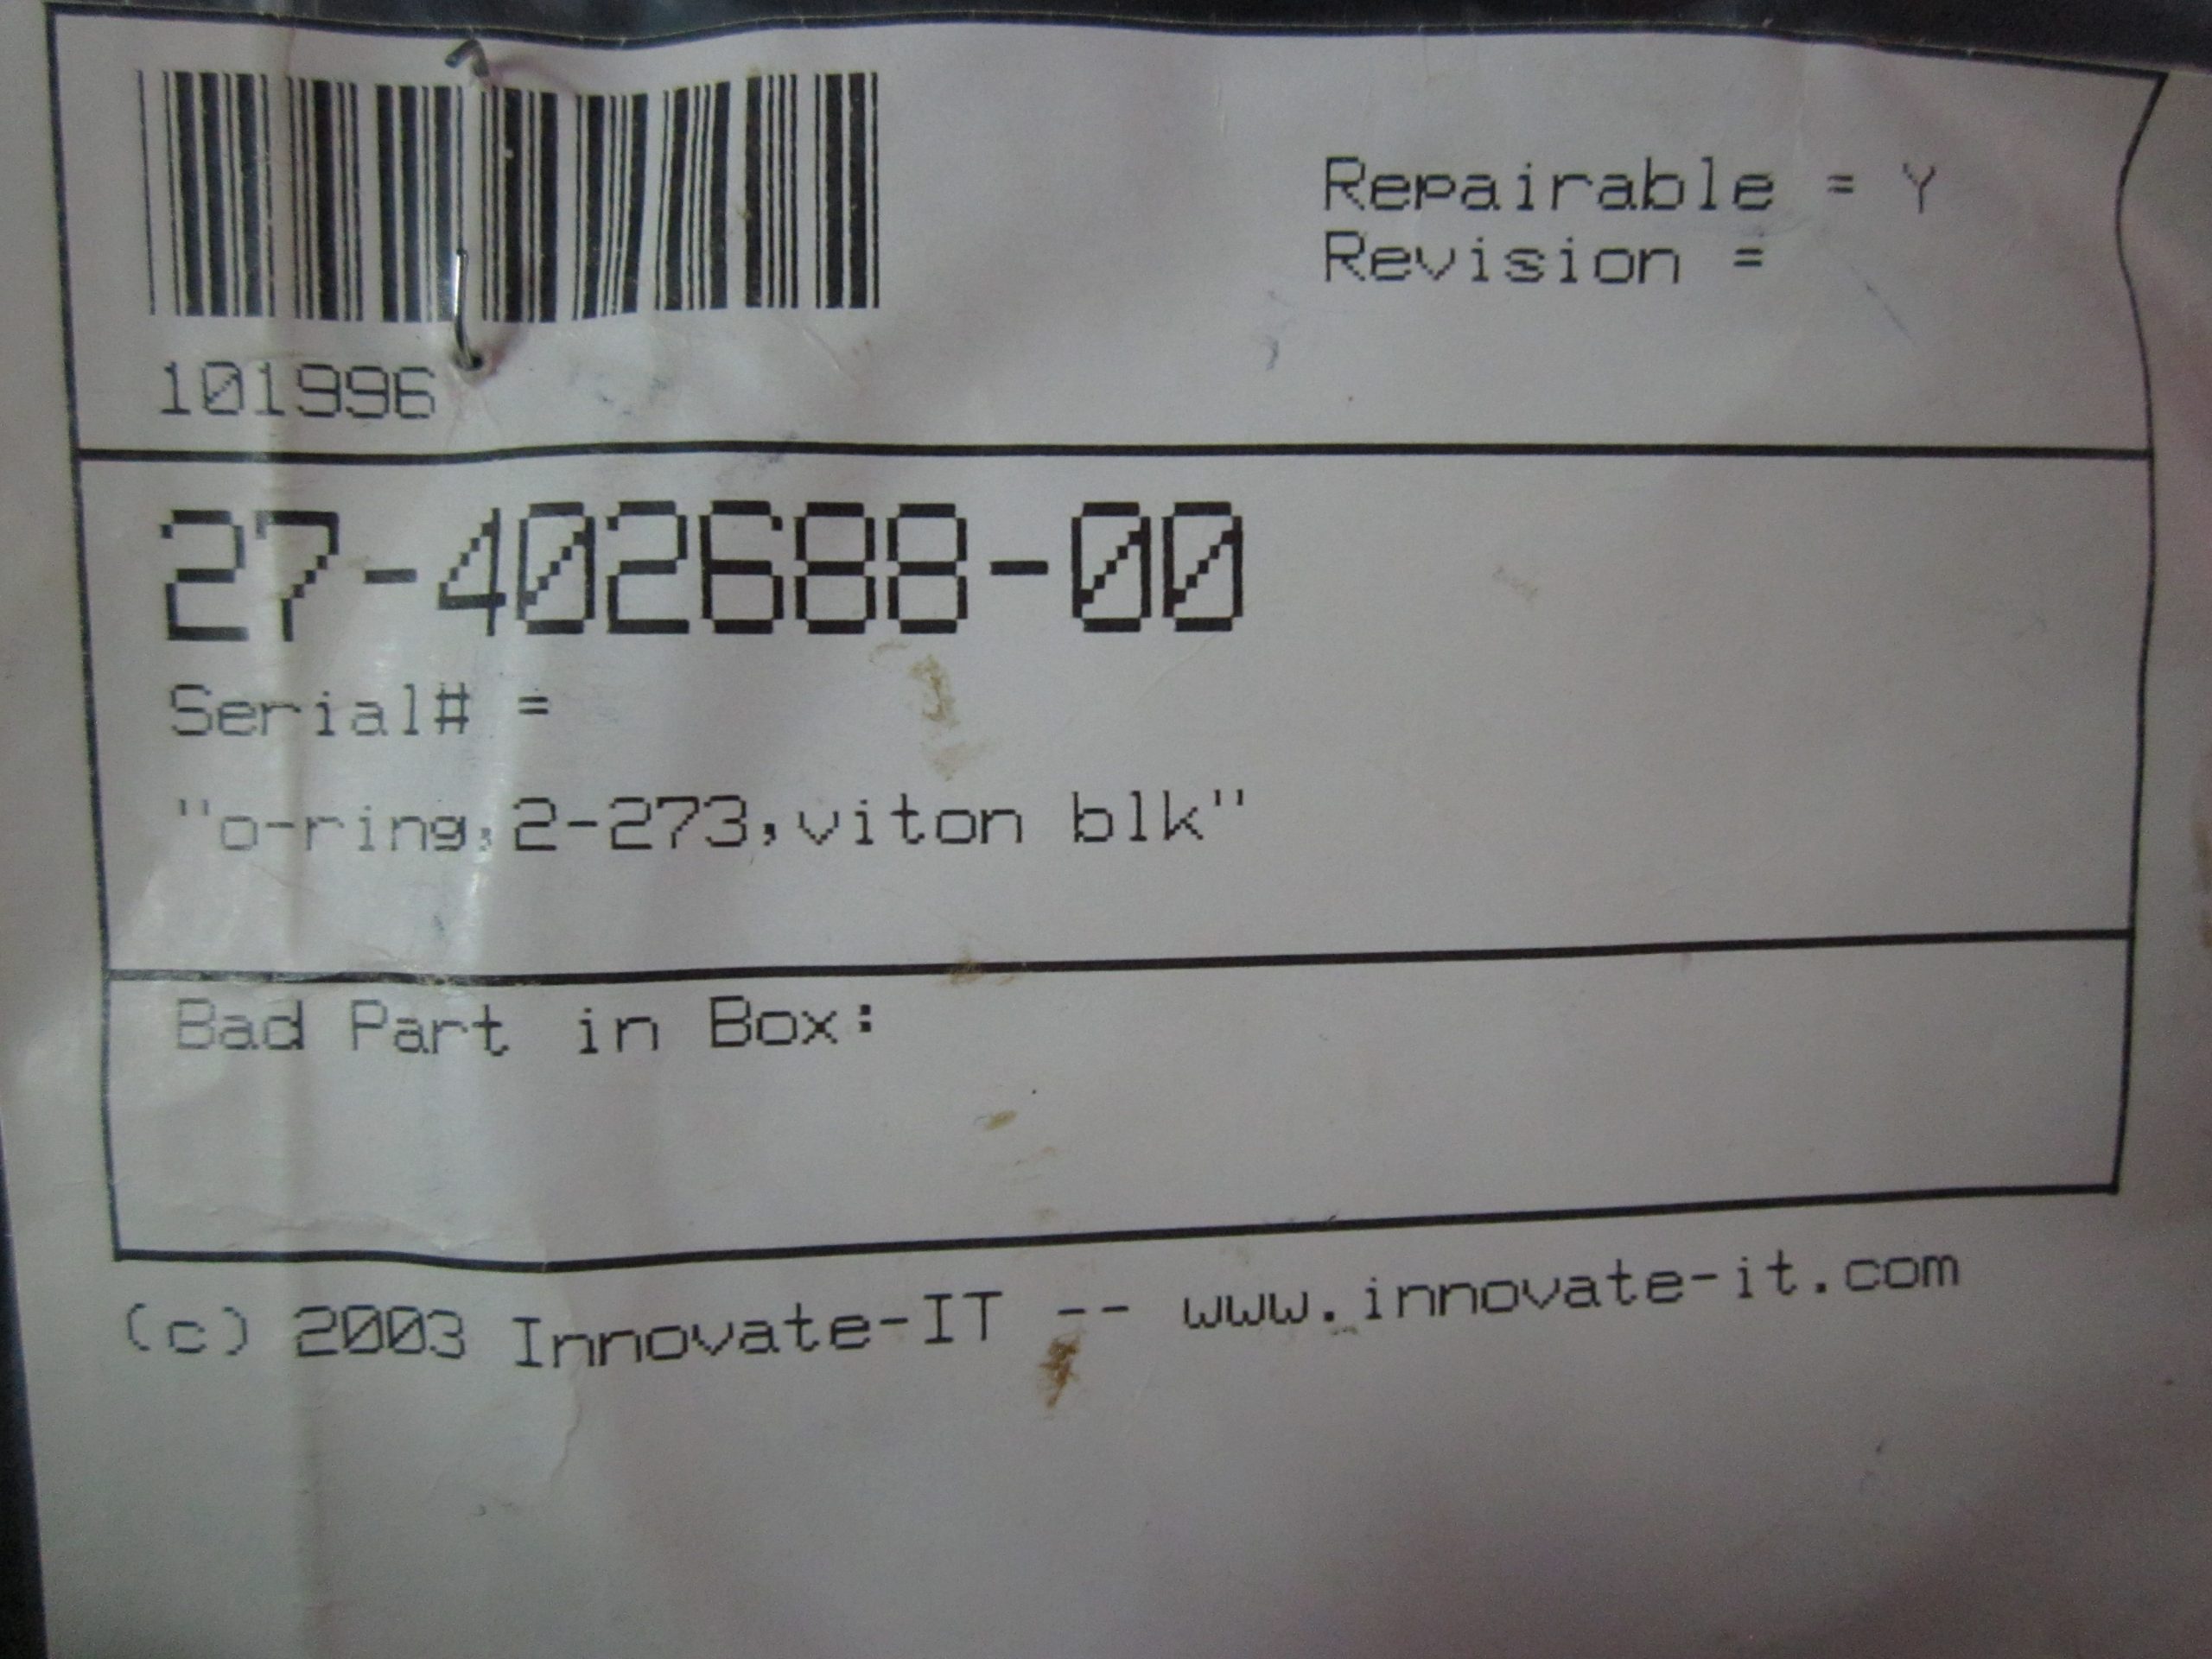 Repairable = Y
Revision =
101996
27-402688-00
Serial# =
"o-ring,2-273,viton blk"
Bad Part in Box:
(c) 2003 Innovate-IT -- www.innovate-it.com